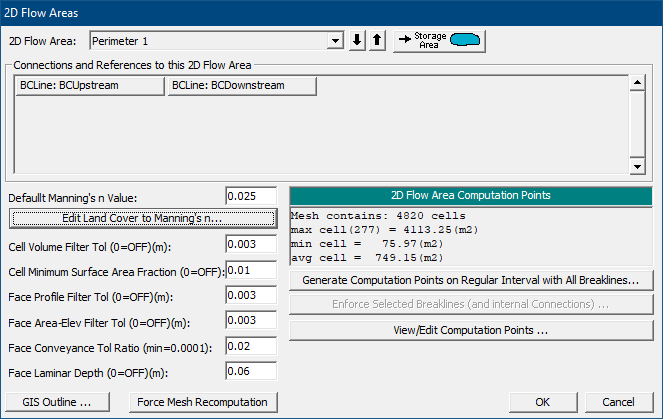 2D Flow Areas
2D Flow Area: Perimeter 1
Storage
Area
Connections and References to this 2D Flow Area
BCLine: BCUpstream BCLine: BCDownstream
Default Manning's n Value: 0.025
Edit Land Cover to Manning's n...
Cell Volume Filter Tol (0=OFF)(m): 0.003
Cell Minimum Surface Area Fraction (0=OFF): 0.01
Face Profile Filter Tol (0=OFF)(m): 0.003
Face Area-Elev Filter Tol (0=OFF)(m): 0.003
Face Conveyance Tol Ratio (min=0.0001): 0.02
Face Laminar Depth (0=OFF)(m): 0.06
2D Flow Area Computation Points
Mesh contains: 4820 cells
max cell(277) = 4113.25(m2)
min cell = 75.97(m2)
avg cell = 749.15(m2)
Generate Computation Points on Regular Interval with All Breaklines...
Enforce Selected Breaklines (and internal Connections) ...
View/Edit Computation Points ...
GIS Outline ... Force Mesh Recomputation OK Cancel